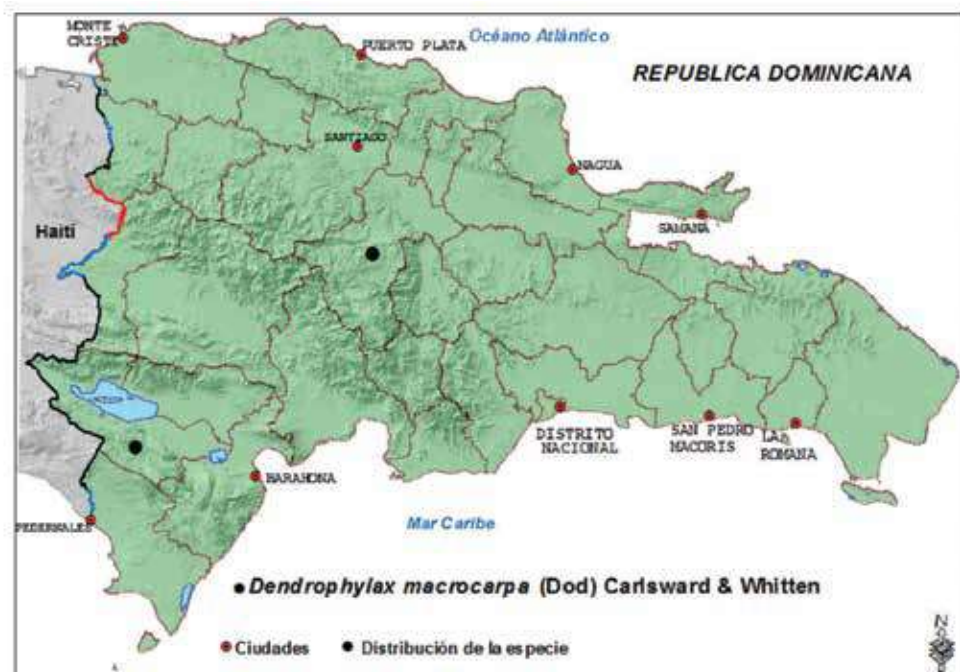 MONTE
CRISTI
PUERTO PLATA
Océano Atlántico
REPUBLICA DOMINICANA
SANTIAGO
NAGUA
SAMANA
Haití
DISTRITO
NACIONAL
SAN PEDRO
MACORIS
LA
ROMANA
BARAHONA
PEDERNALES
Mar Caribe
Dendrophylax macrocarpa (Dod) Carlsward & Whitten
Ciudades
Distribución de la especie
N